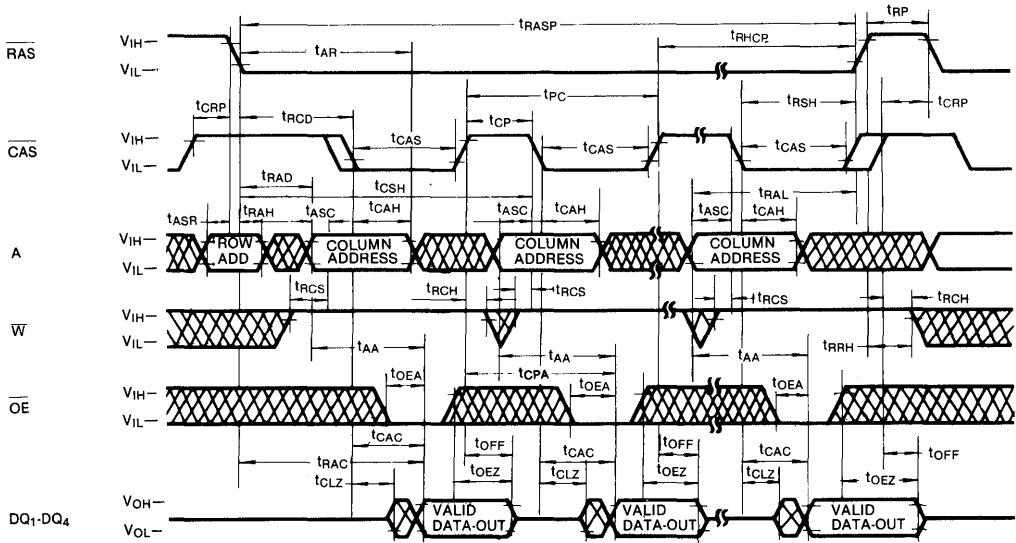 tRASP
tRP
RAS
VIH
VIL
tAR
tRHCP
tCRP
tRCD
tPC
tCP
tRSH
tCRP
CAS
VIH
VIL
tCAS
tCAS
tCAS
tRAD
tCSH
tRAL
tASR
tRAH
tASC
tCAH
tASC
tCAH
tASC
tCAH
A
VIH
VIL
ROW ADD
COLUMN ADDRESS
COLUMN ADDRESS
COLUMN ADDRESS
tRCS
tRCH
tRCS
tRCS
tRCH
W
VIH
VIL
tAA
tAA
tAA
tRRH
tOEA
tCPA
tOEA
tOEA
OE
VIH
VIL
tCAC
tOFF
tCAC
tOFF
tCAC
tOFF
tRAC
tCLZ
tOEZ
tCLZ
tOEZ
tCLZ
tOEZ
DQ1-DQ4
VOH
VOL
VALID DATA-OUT
VALID DATA-OUT
VALID DATA-OUT